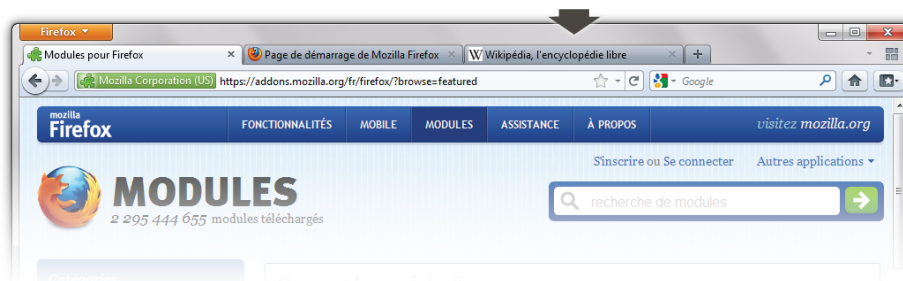 Firefox
Modules pour Firefox
Page de démarrage de Mozilla Firefox
W Wikipédia, l'encyclopédie libre
Mozilla Corporation (US) https://addons.mozilla.org/fr/firefox/?browse=featured
Google
mozilla
Firefox
FONCTIONNALITÉS MOBILE MODULES ASSISTANCE À PROPOS visitez mozilla.org
S'inscrire ou Se connecter Autres applications
MODULES
2 295 444 655 modules téléchargés
recherche de modules